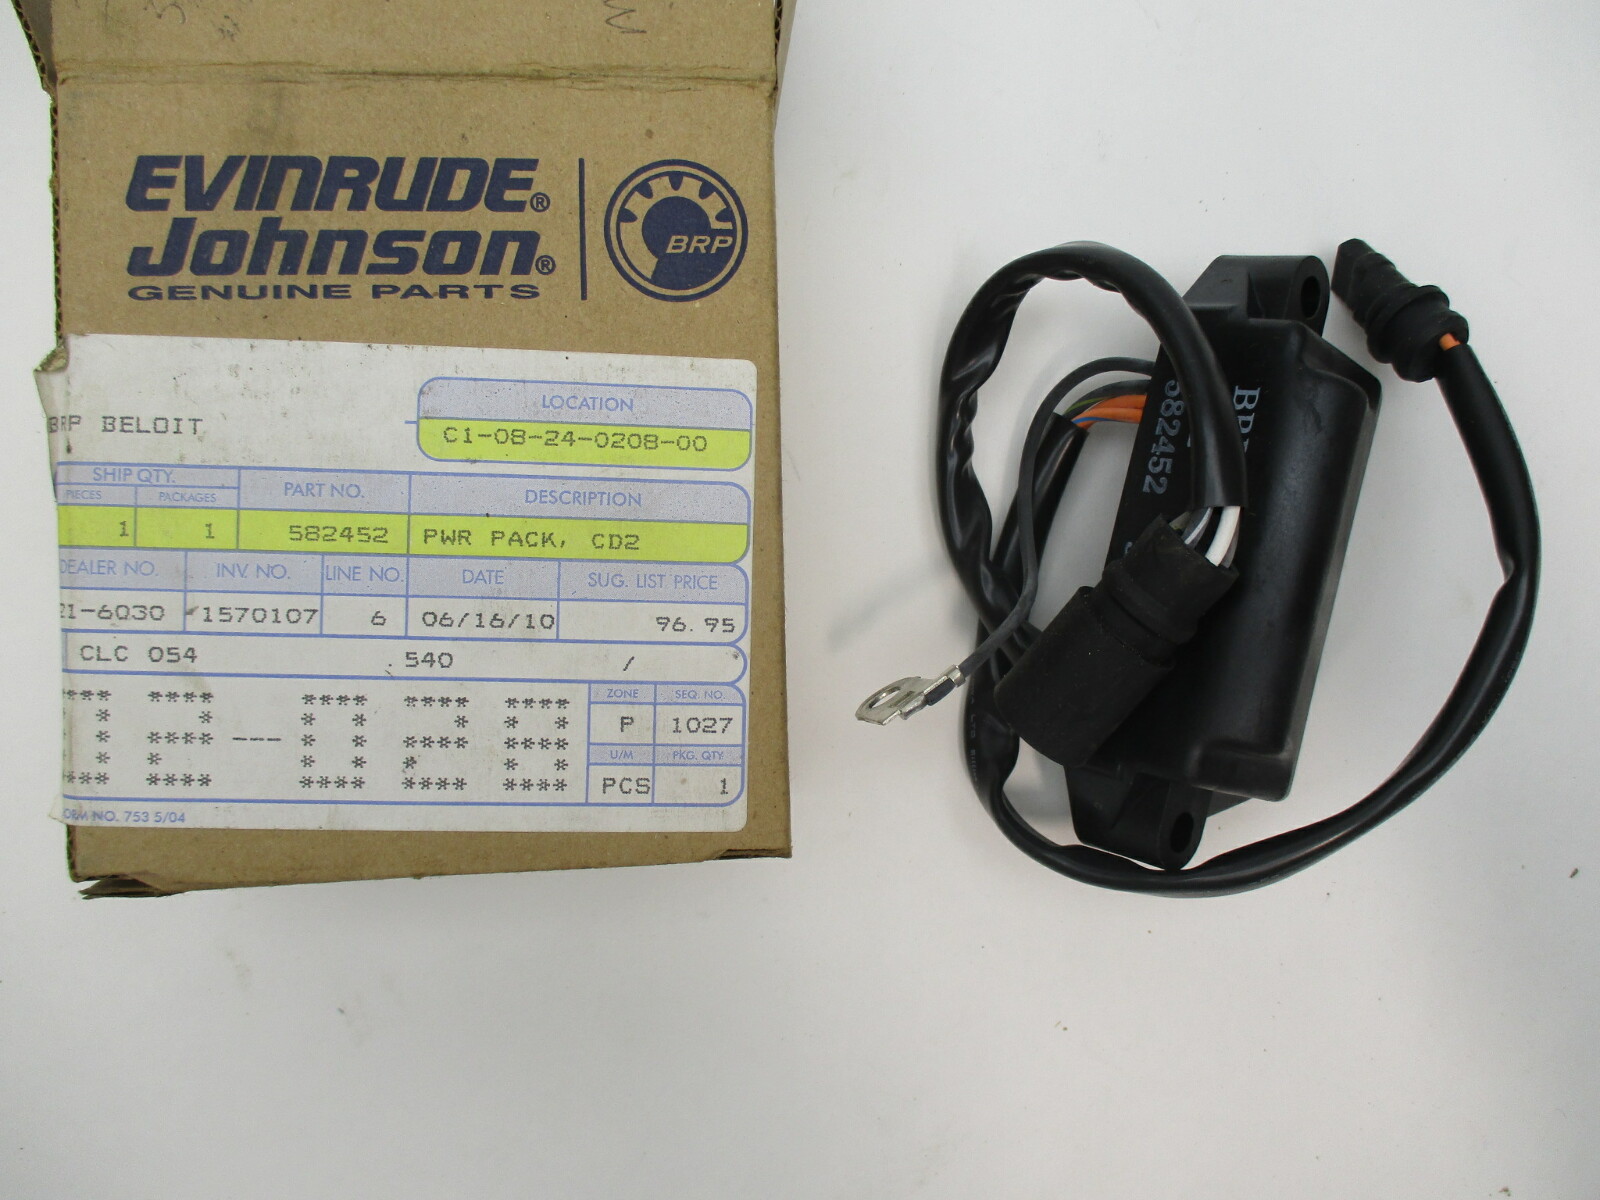 EVINRUDE®
Johnson®
GENUINE PARTS
BRP
BRP BELOIT
LOCATION
C1-08-24-0208-00
SHIP QTY.
PIECES PACKAGES PART NO. DESCRIPTION
1 1 582452 PWR PACK, CD2
DEALER NO. INV. NO. LINE NO. DATE SUG. LIST PRICE
21-6030 1570107 6 06/16/10 96.95
CLC 054 .540 /
ZONE SEQ. NO.
P 1027
U/M PKG. QTY
PCS 1
FORM NO. 753 5/04
582452